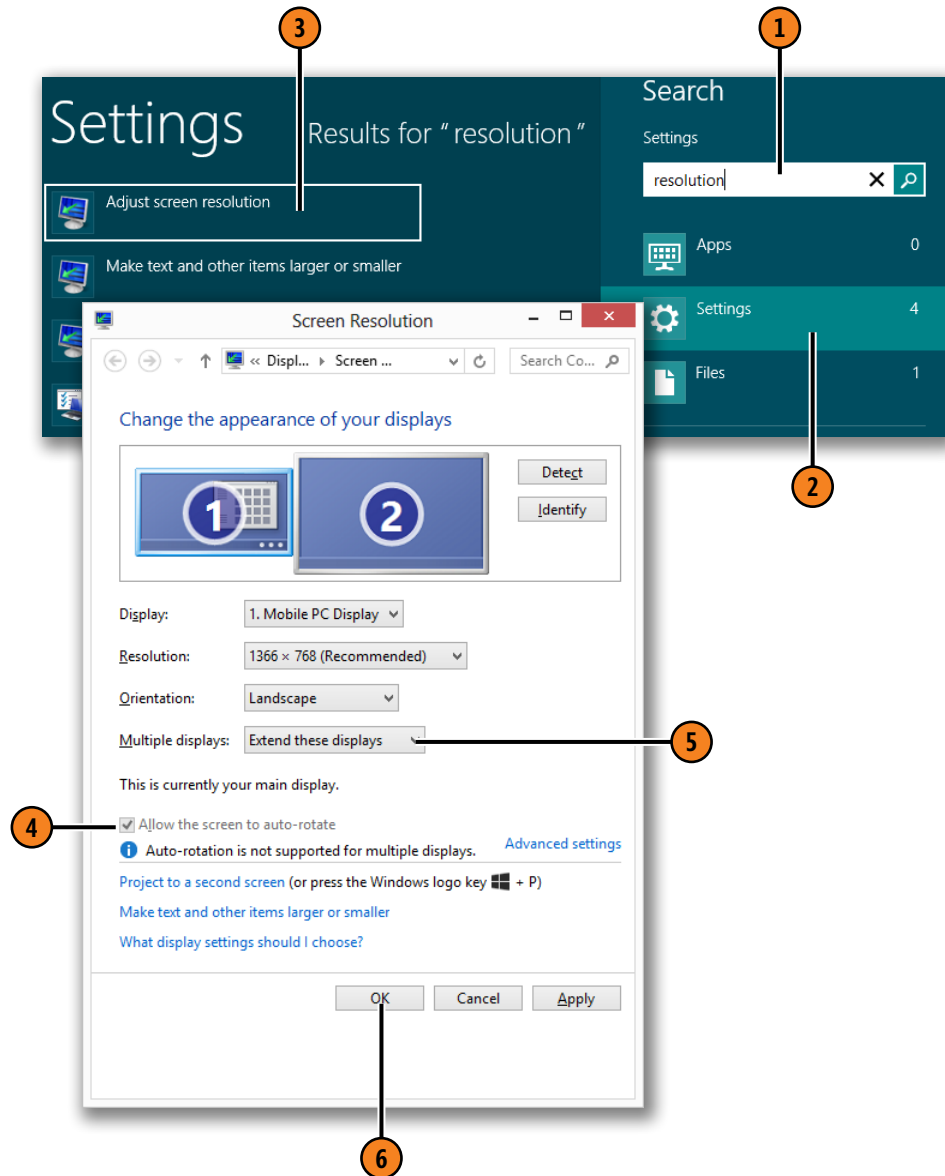 3
1
Settings
Results for “ resolution ”
Adjust screen resolution
Make text and other items larger or smaller
Search
Settings
resolution
Apps 0
Settings 4
Files 1
2
Screen Resolution
« Displ... Screen ...
Search Co...
Change the appearance of your displays
1
2
Detect
Identify
Display: 1. Mobile PC Display
Resolution: 1366 × 768 (Recommended)
Orientation: Landscape
Multiple displays: Extend these displays
5
This is currently your main display.
4
Allow the screen to auto-rotate
Auto-rotation is not supported for multiple displays.
Advanced settings
Project to a second screen (or press the Windows logo key + P)
Make text and other items larger or smaller
What display settings should I choose?
OK Cancel Apply
6